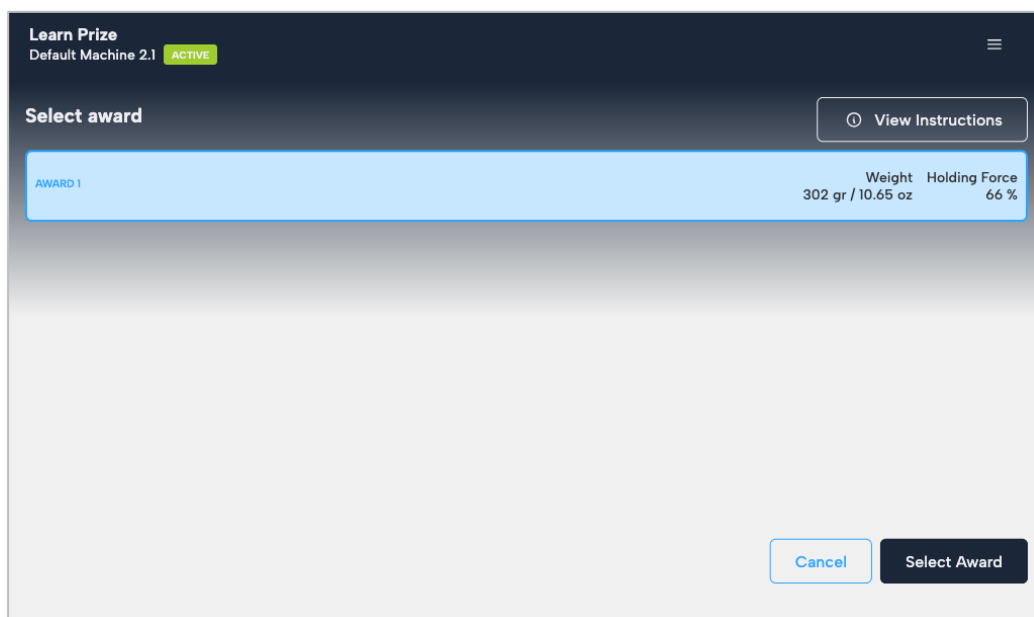 Learn Prize
Default Machine 2.1 ACTIVE
Select award
View Instructions
AWARD 1
Weight Holding Force
302 gr / 10.65 oz 66 %
Cancel Select Award